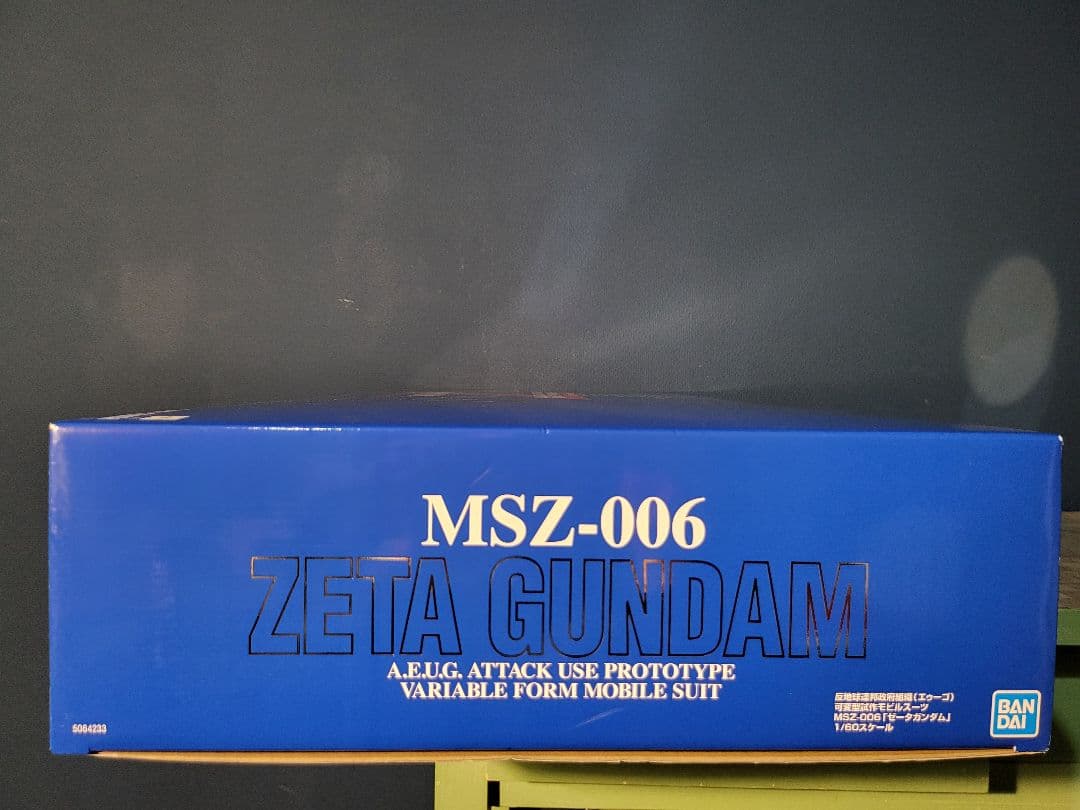 MSZ-006
ZETA GUNDAM
A.E.U.G. ATTACK USE PROTOTYPE
VARIABLE FORM MOBILE SUIT
反地球連邦政府組織(エゥーゴ)
可変型試作モビルスーツ
MSZ-006「ゼータガンダム」
1/60スケール
BAN
DAI
5064233